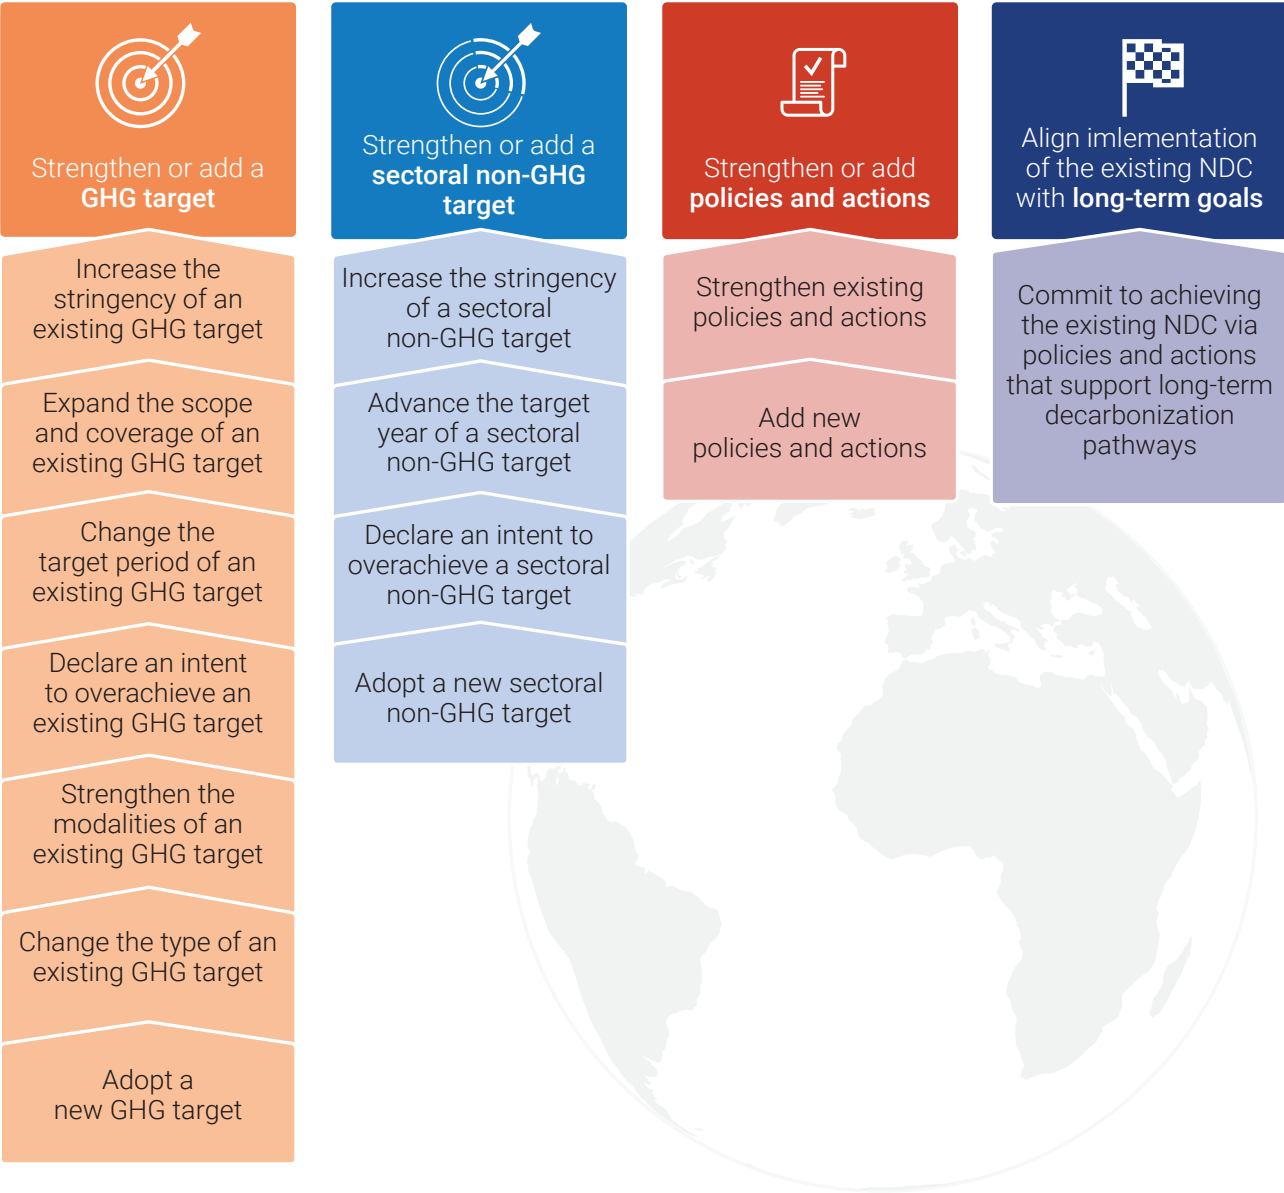 Strengthen or add a
GHG target
Increase the
stringency of an
existing GHG target
Expand the scope
and coverage of an
existing GHG target
Change the
target period of an
existing GHG target
Declare an intent
to overachieve an
existing GHG target
Strengthen the
modalities of an
existing GHG target
Change the type of an
existing GHG target
Adopt a
new GHG target
Strengthen or add a
sectoral non-GHG
target
Increase the stringency
of a sectoral
non-GHG target
Advance the target
year of a sectoral
non-GHG target
Declare an intent to
overachieve a sectoral
non-GHG target
Adopt a new sectoral
non-GHG target
Strengthen or add
policies and actions
Strengthen existing
policies and actions
Add new
policies and actions
Align imlementation
of the existing NDC
with long-term goals
Commit to achieving
the existing NDC via
policies and actions
that support long-term
decarbonization
pathways